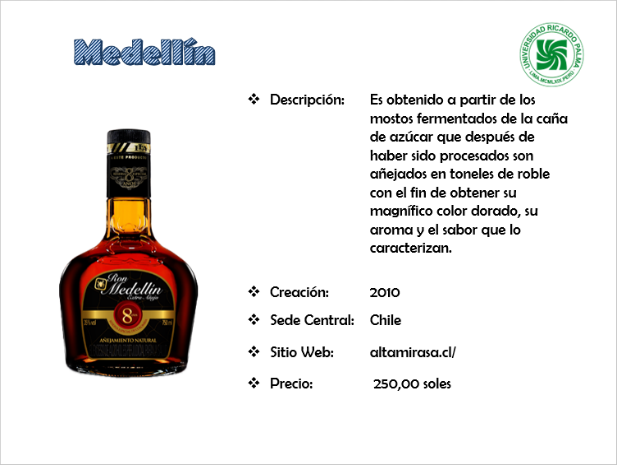 Medellín
UNIVERSIDAD RICARDO PALMA
LIMA, MCMLXIX, PERÚ
❖ Descripción: Es obtenido a partir de los
mostos fermentados de la caña
de azúcar que después de
haber sido procesados son
añejados en toneles de roble
con el fin de obtener su
magnífico color dorado, su
aroma y el sabor que lo
caracterizan.
❖ Creación: 2010
❖ Sede Central: Chile
❖ Sitio Web: altamirasa.cl/
❖ Precio: 250,00 soles
8
Ron
Medellín
Extra Añejo
8
AÑEJAMIENTO NATURAL